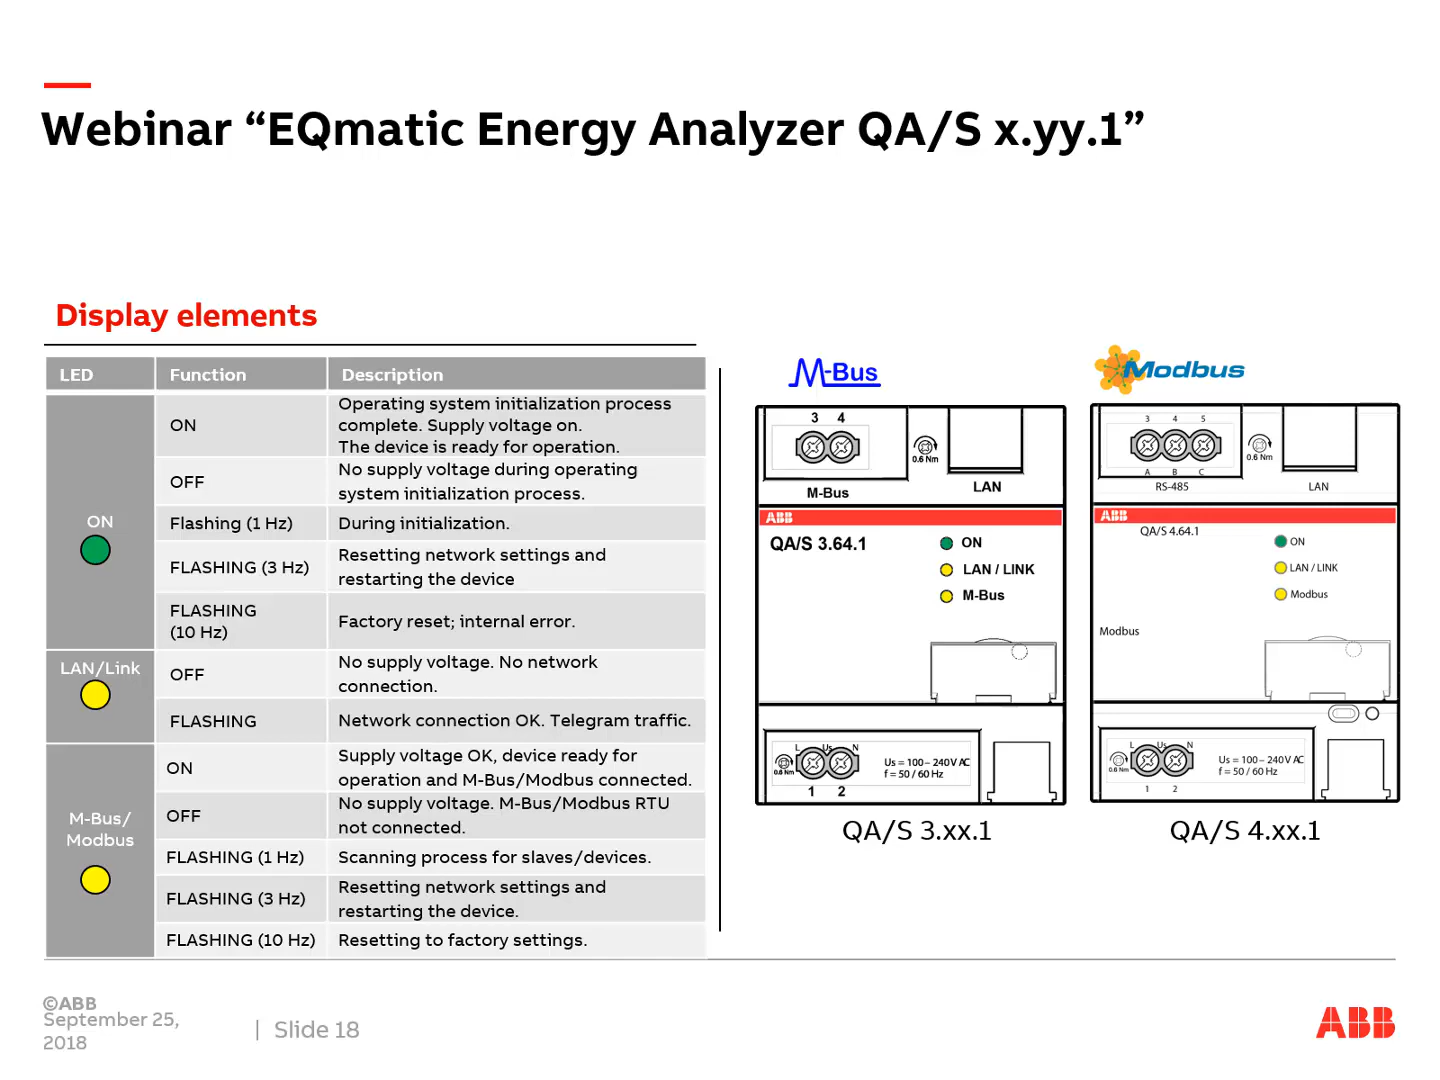 Webinar “EQmatic Energy Analyzer QA/S x.yy.1”
Display elements
LED Function Description
ON
ON
Operating system initialization process
complete. Supply voltage on.
The device is ready for operation.
OFF
No supply voltage during operating
system initialization process.
Flashing (1 Hz)
During initialization.
FLASHING (3 Hz)
Resetting network settings and
restarting the device
FLASHING
(10 Hz)
Factory reset; internal error.
LAN/Link
OFF
No supply voltage. No network
connection.
FLASHING
Network connection OK. Telegram traffic.
M-Bus/
Modbus
ON
Supply voltage OK, device ready for
operation and M-Bus/Modbus connected.
OFF
No supply voltage. M-Bus/Modbus RTU
not connected.
FLASHING (1 Hz)
Scanning process for slaves/devices.
FLASHING (3 Hz)
Resetting network settings and
restarting the device.
FLASHING (10 Hz)
Resetting to factory settings.
M-Bus
3 4
0.6 Nm
M-Bus
LAN
ABB
QA/S 3.64.1
ON
LAN / LINK
M-Bus
L Us N
0.6 Nm
Us = 100 – 240 V AC
f = 50 / 60 Hz
1 2
QA/S 3.xx.1
Modbus
3 4 5
0.6 Nm
A B C
RS-485
LAN
ABB
QA/S 4.64.1
ON
LAN / LINK
Modbus
Modbus
L Us N
0.6 Nm
Us = 100 – 240 V AC
f = 50 / 60 Hz
1 2
QA/S 4.xx.1
©ABB
September 25,
2018
| Slide 18
ABB